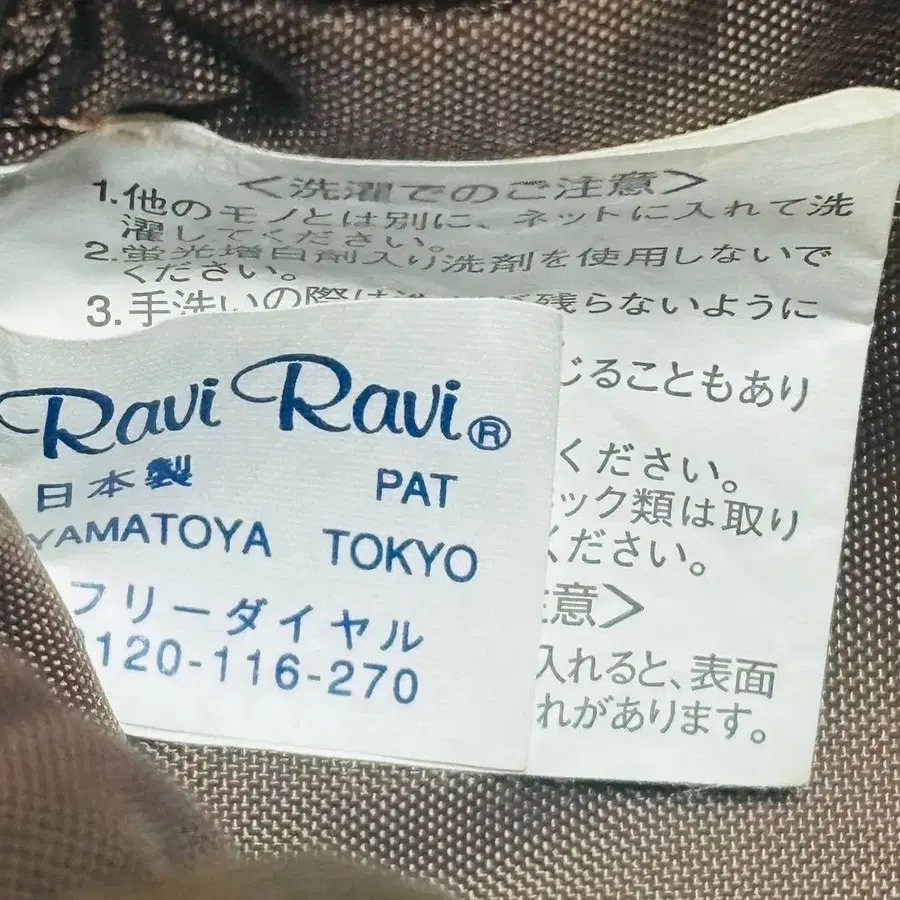 ＜洗濯でのご注意＞
1.他のモノとは別に、ネットに入れて洗
濯してください。
2.蛍光増白剤入り洗剤を使用しないで
ください。
3.手洗いの際は
残らないように
じることもあり
ください。
ック類は取り
ください。
意＞
入れると、表面
れがあります。
Ravi Ravi®
日本製 PAT
YAMATOYA TOKYO
フリーダイヤル
120-116-270